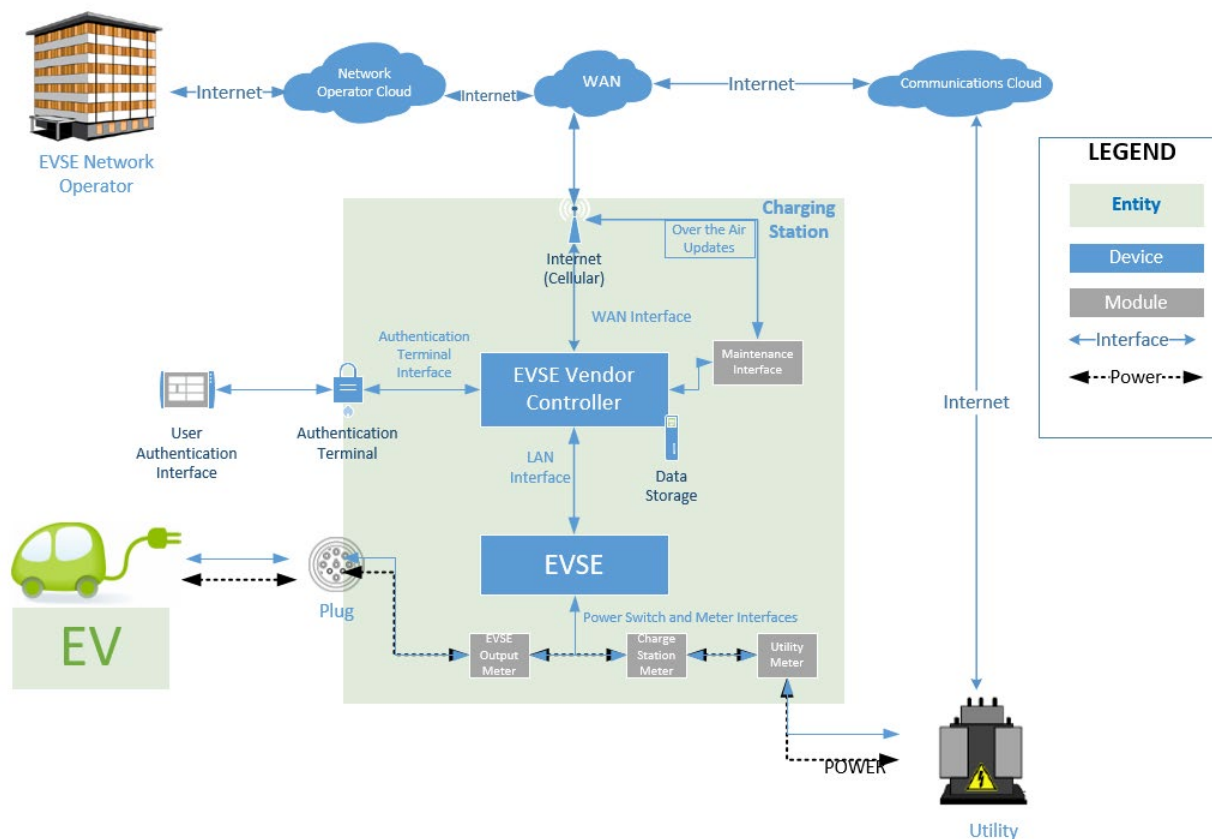 Network
Operator Cloud
WAN
Communications Cloud
Internet
Internet
Internet
EVSE Network
Operator
LEGEND
Entity
Device
Module
Interface
Power
Charging
Station
Over the Air
Updates
Internet
(Cellular)
WAN Interface
Authentication
Terminal
Interface
Maintenance
Interface
EVSE Vendor
Controller
Internet
User
Authentication
Interface
Authentication
Terminal
LAN
Interface
Data
Storage
EVSE
Plug
EV
Power Switch and Meter Interfaces
EVSE
Output
Meter
Charge
Station
Meter
Utility
Meter
POWER
Utility